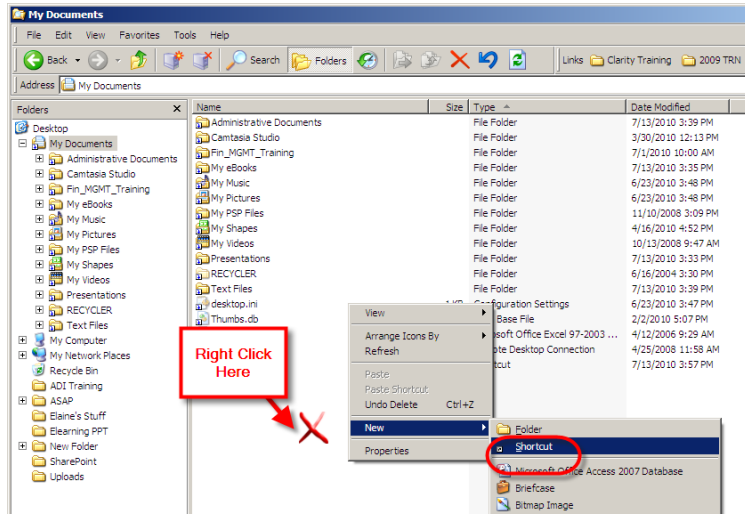 My Documents
File Edit View Favorites Tools Help
Back Search Folders Links Clarity Training 2009 TRN
Address My Documents
Folders x Name Size Type Date Modified
Desktop
My Documents
Administrative Documents
Camtasia Studio
Fin_MGMT_Training
My eBooks
My Music
My Pictures
My PSP Files
My Shapes
My Videos
Presentations
RECYCLER
Text Files
My Computer
My Network Places
Recycle Bin
ADI Training
ASAP
Elaine's Stuff
Elearning PPT
New Folder
SharePoint
Uploads
Administrative Documents File Folder 7/13/2010 3:39 PM
Camtasia Studio File Folder 3/30/2010 12:13 PM
Fin_MGMT_Training File Folder 7/1/2010 10:00 AM
My eBooks File Folder 7/13/2010 3:35 PM
My Music File Folder 6/23/2010 3:48 PM
My Pictures File Folder 6/23/2010 3:48 PM
My PSP Files File Folder 11/10/2008 3:09 PM
My Shapes File Folder 4/16/2010 4:52 PM
My Videos File Folder 10/13/2008 9:47 AM
Presentations File Folder 7/13/2010 3:33 PM
RECYCLER File Folder 6/16/2004 3:30 PM
Text Files File Folder 7/13/2010 3:39 PM
desktop.ini 1 KB Configuration Settings 6/23/2010 3:47 PM
Thumbs.db Base File 2/2/2010 5:07 PM
Office Excel 97-2003 ... 4/12/2006 9:29 AM
Desktop Connection 4/25/2008 11:58 AM
7/13/2010 3:57 PM
Right Click
Here
View
Arrange Icons By
Refresh
Paste
Paste Shortcut
Undo Delete Ctrl+Z
New
Properties
Folder
Shortcut
Microsoft Office Access 2007 Database
Briefcase
Bitmap Image